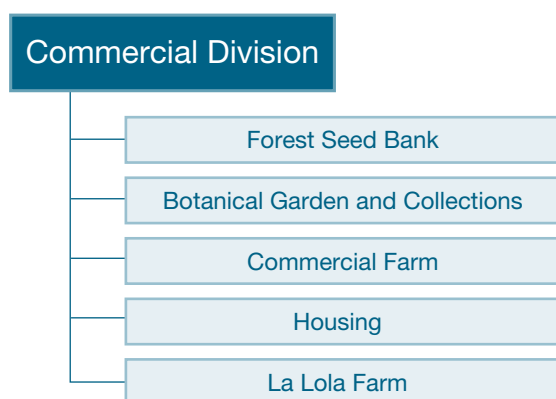 Commercial Division
Forest Seed Bank
Botanical Garden and Collections
Commercial Farm
Housing
La Lola Farm